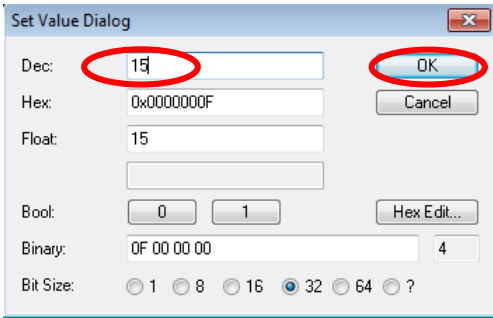 Set Value Dialog
Dec: 15 OK
Hex: 0x0000000F Cancel
Float: 15
Bool: 0 1 Hex Edit...
Binary: 0F 00 00 00 4
Bit Size: 1 8 16 32 64 ?